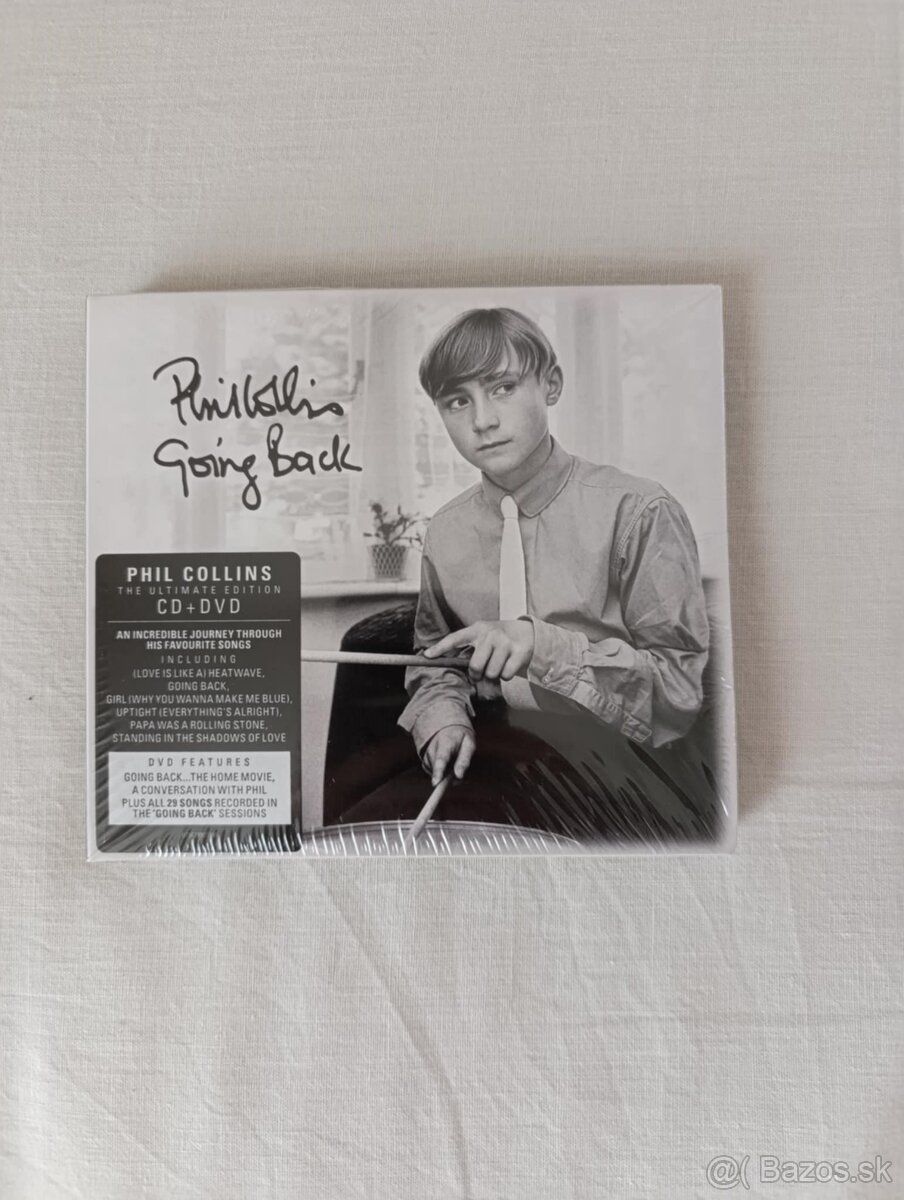 Phil Collins
Going Back
PHIL COLLINS
THE ULTIMATE EDITION
CD+DVD
AN INCREDIBLE JOURNEY THROUGH
HIS FAVOURITE SONGS
INCLUDING
(LOVE IS LIKE A) HEATWAVE,
GOING BACK,
GIRL (WHY YOU WANNA MAKE ME BLUE),
UPTIGHT (EVERYTHING'S ALRIGHT),
PAPA WAS A ROLLING STONE,
STANDING IN THE SHADOWS OF LOVE
DVD FEATURES
GOING BACK...THE HOME MOVIE,
A CONVERSATION WITH PHIL
PLUS ALL 29 SONGS RECORDED IN
THE 'GOING BACK' SESSIONS
@( Bazos.sk